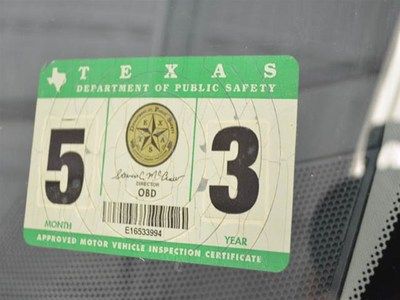 TEXAS
DEPARTMENT OF PUBLIC SAFETY
5
3
DIRECTOR
OBD
E16533994
MONTH
YEAR
APPROVED MOTOR VEHICLE INSPECTION CERTIFICATE